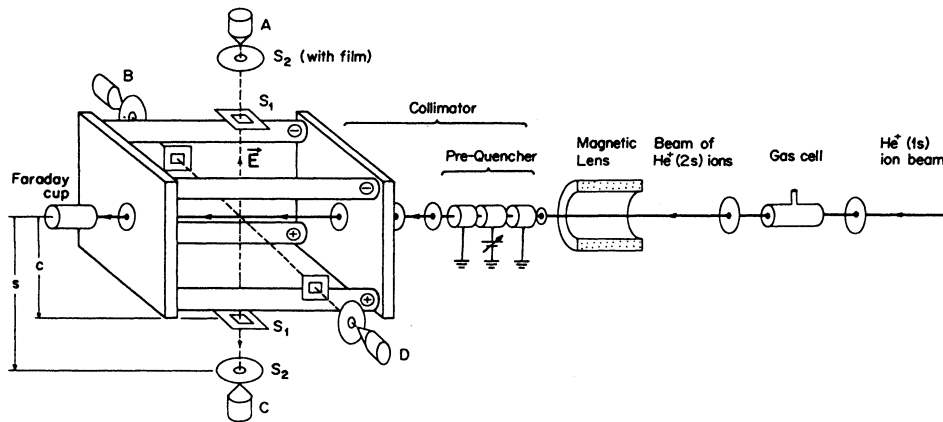 A
S₂ (with film)
B
S₁
Collimator
Pre-Quencher
Magnetic
Lens
Beam of
He⁺(2s) ions
Gas cell
He⁺(1s)
ion beam
E⃗
Faraday
cup
−
−
+
+
c
s
S₁
D
S₂
C